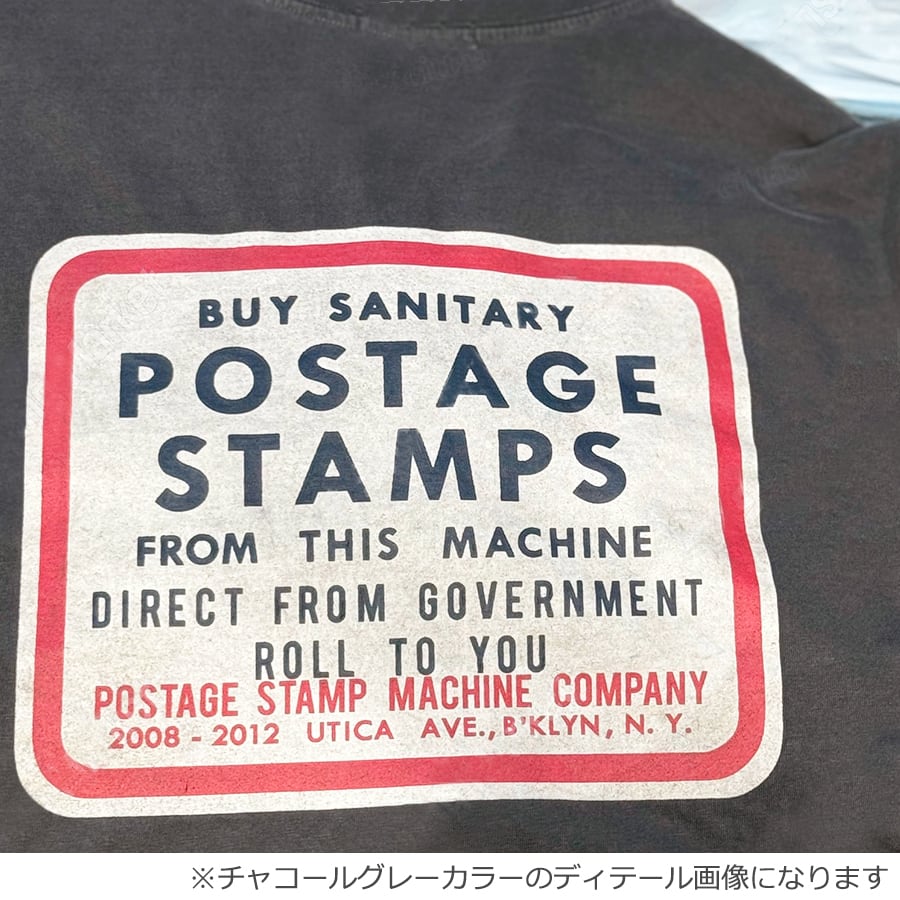 BUY SANITARY
POSTAGE
STAMPS
FROM THIS MACHINE
DIRECT FROM GOVERNMENT
ROLL TO YOU
POSTAGE STAMP MACHINE COMPANY
2008 - 2012 UTICA AVE., B'KLYN, N. Y.
※チャコールグレーカラーのディテール画像になります